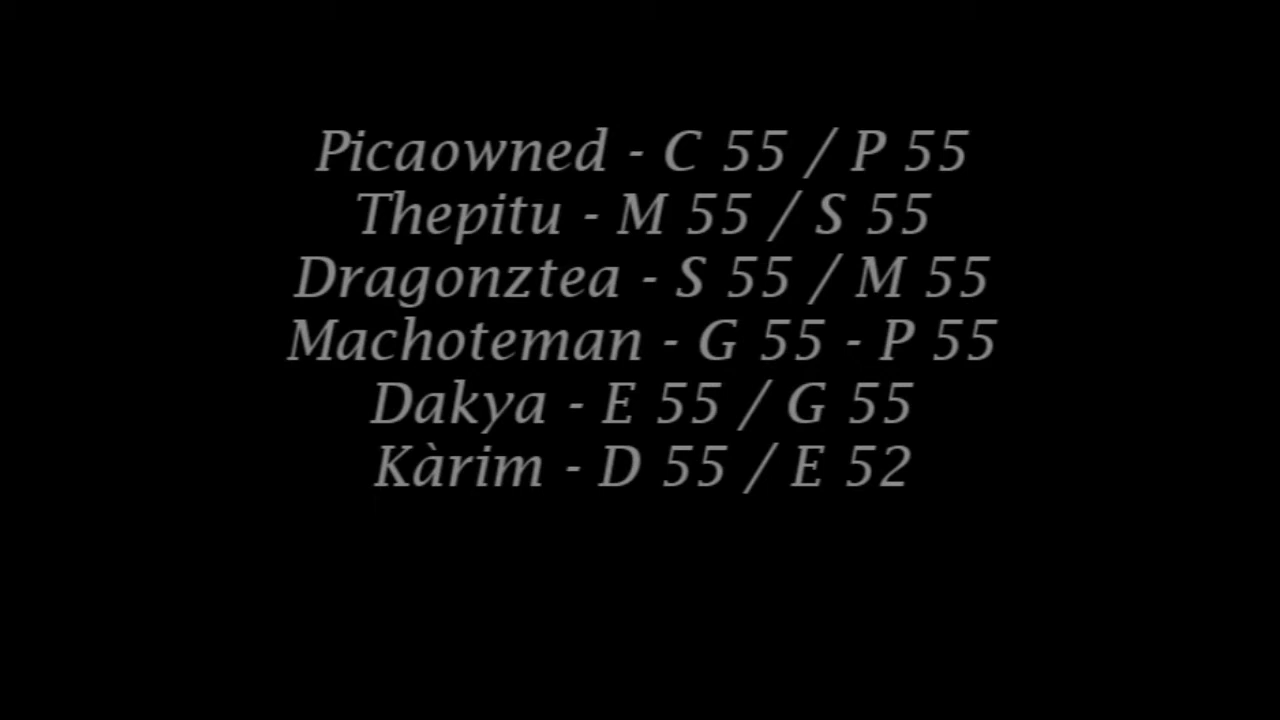 Picaowned - C 55 / P 55
Thepitu - M 55 / S 55
Dragonztea - S 55 / M 55
Machoteman - G 55 - P 55
Dakya - E 55 / G 55
Kàrim - D 55 / E 52